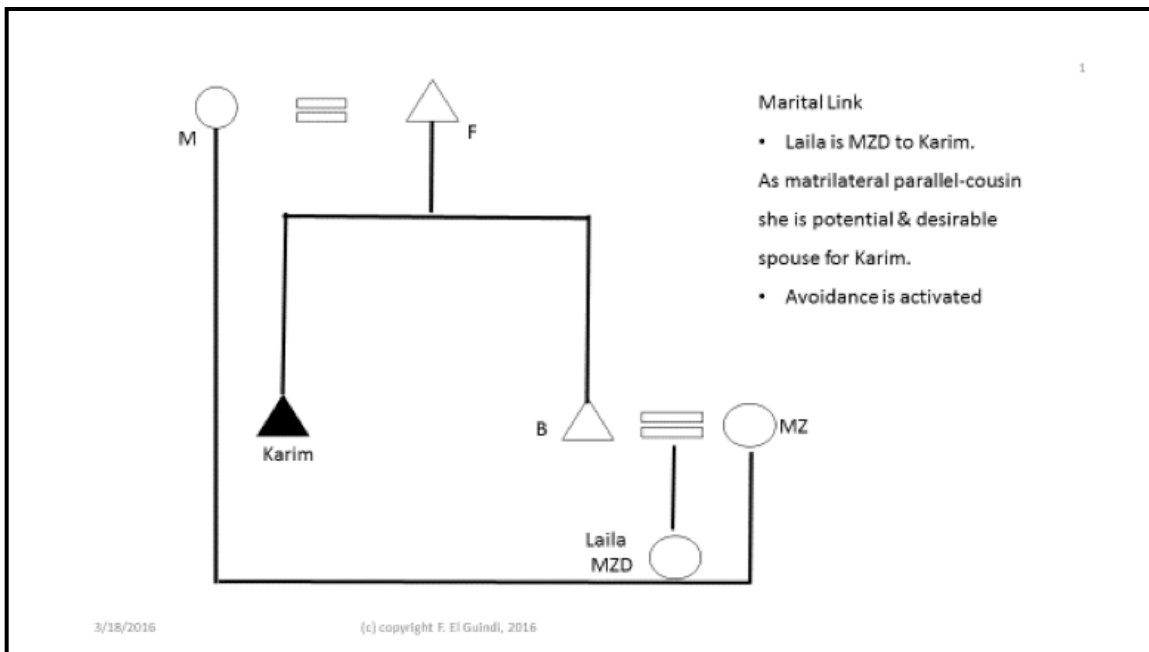 1
M
F
Marital Link
• Laila is MZD to Karim.
As matrilateral parallel-cousin
she is potential & desirable
spouse for Karim.
• Avoidance is activated
B
MZ
Karim
Laila
MZD
3/18/2016
(c) copyright F. El Guindi, 2016